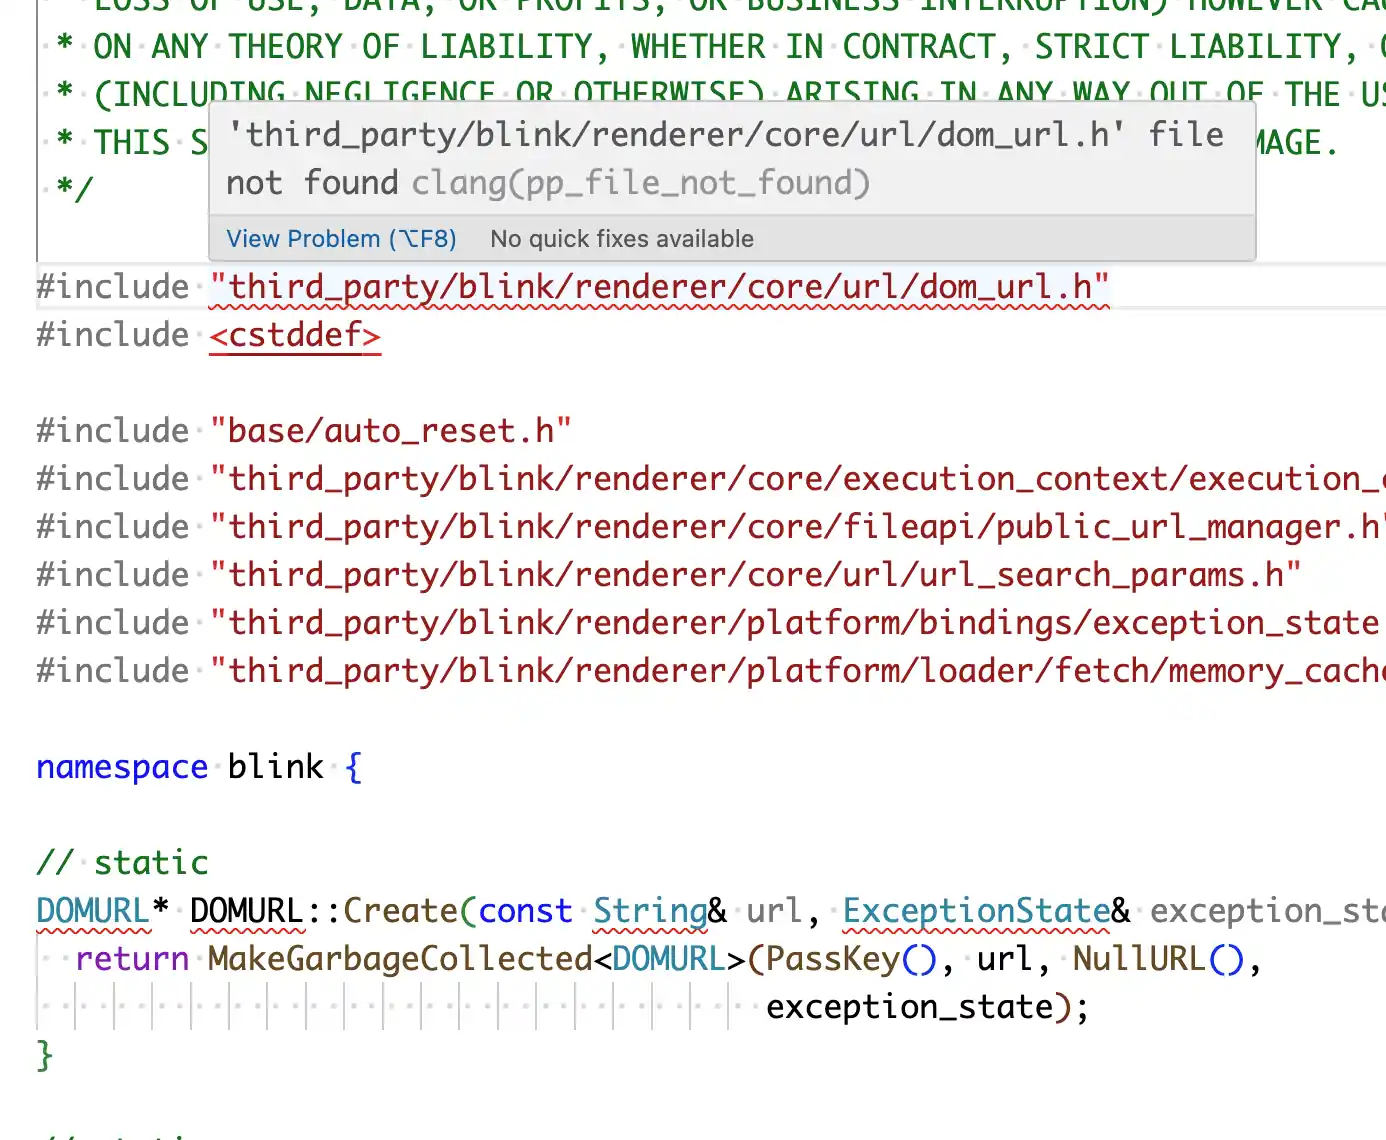 LOSS OF USE, DATA, OR PROFITS; OR BUSINESS INTERRUPTION) HOWEVER CAU
* ON ANY THEORY OF LIABILITY, WHETHER IN CONTRACT, STRICT LIABILITY, O
* (INCLUDING NEGLIGENCE OR OTHERWISE) ARISING IN ANY WAY OUT OF THE US
* THIS S
MAGE.
*/
'third_party/blink/renderer/core/url/dom_url.h' file
not found clang(pp_file_not_found)
View Problem (⌥F8) No quick fixes available
#include "third_party/blink/renderer/core/url/dom_url.h"
#include <cstddef>
#include "base/auto_reset.h"
#include "third_party/blink/renderer/core/execution_context/execution_c
#include "third_party/blink/renderer/core/fileapi/public_url_manager.h"
#include "third_party/blink/renderer/core/url/url_search_params.h"
#include "third_party/blink/renderer/platform/bindings/exception_state
#include "third_party/blink/renderer/platform/loader/fetch/memory_cache
namespace blink {
// static
DOMURL* DOMURL::Create(const String& url, ExceptionState& exception_sta
return MakeGarbageCollected<DOMURL>(PassKey(), url, NullURL(),
exception_state);
}